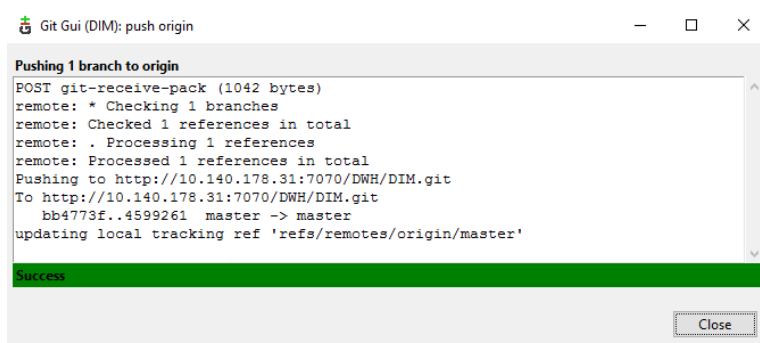 Git Gui (DIM): push origin
Pushing 1 branch to origin
POST git-receive-pack (1042 bytes)
remote: * Checking 1 branches
remote: Checked 1 references in total
remote: . Processing 1 references
remote: Processed 1 references in total
Pushing to http://10.140.178.31:7070/DWH/DIM.git
To http://10.140.178.31:7070/DWH/DIM.git
   bb4773f..4599261  master -> master
updating local tracking ref 'refs/remotes/origin/master'
Success
Close